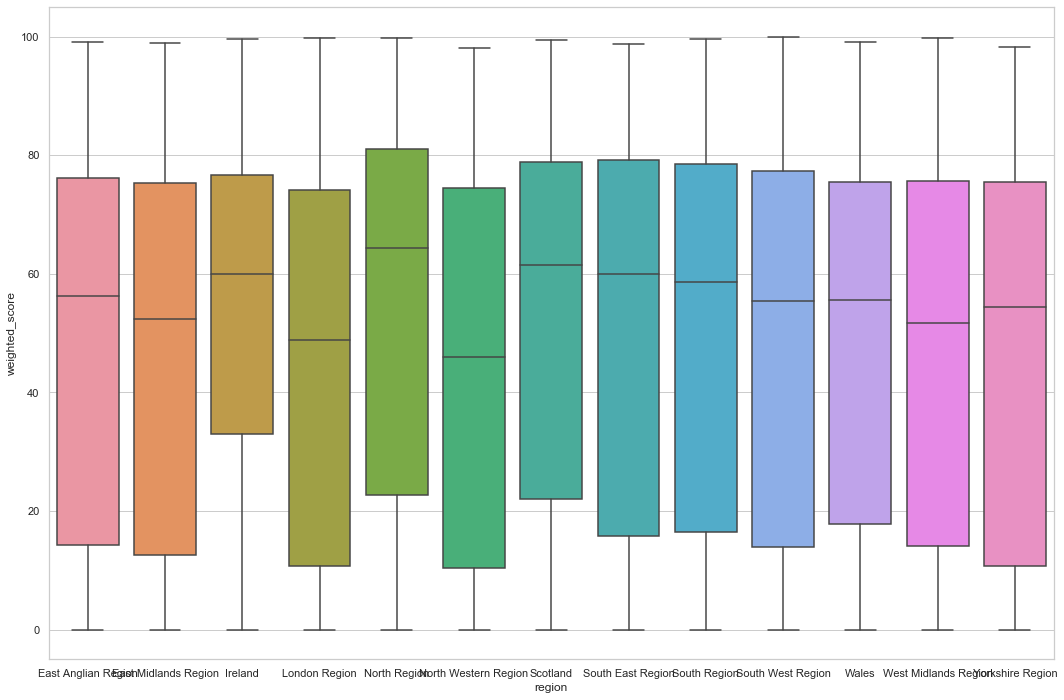 100
80
60
40
20
0
weighted_score
East Anglian Region
East Midlands Region
Ireland
London Region
North Region
North Western Region
Scotland
South East Region
South Region
South West Region
Wales
West Midlands Region
Yorkshire Region
region